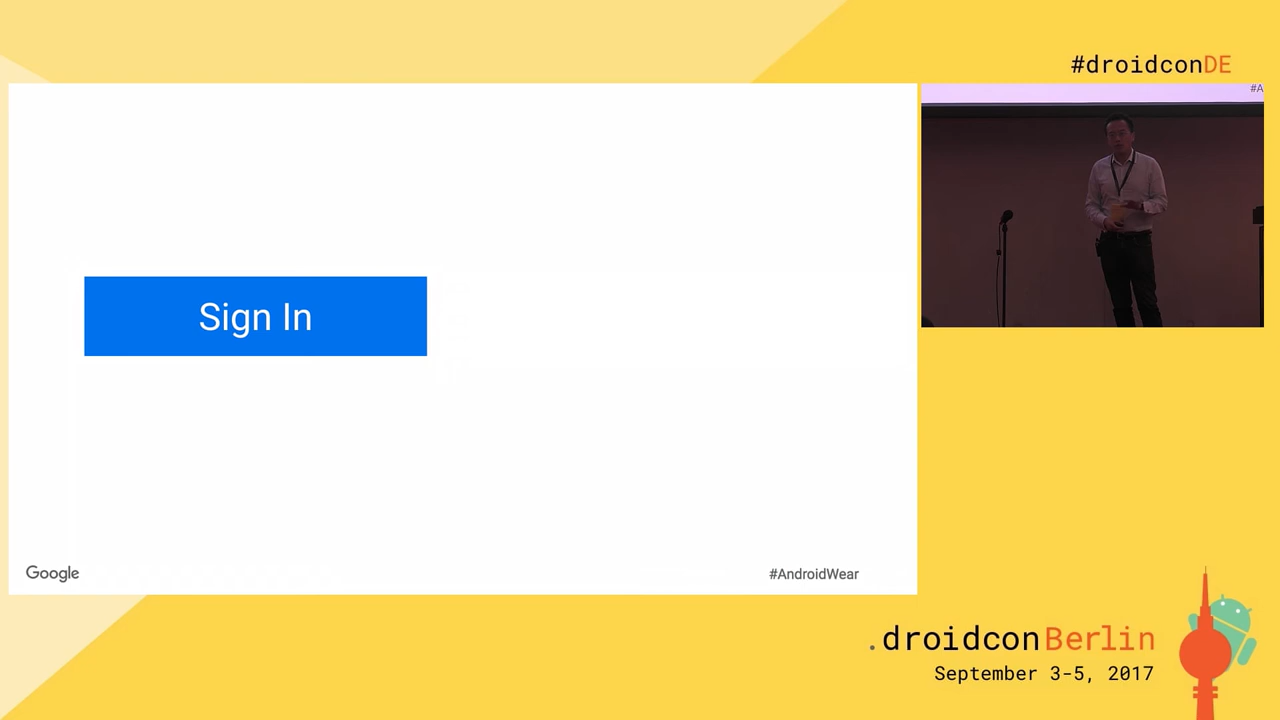 #droidconDE
#A
Sign In
Google
#AndroidWear
.droidconBerlin
September 3-5, 2017